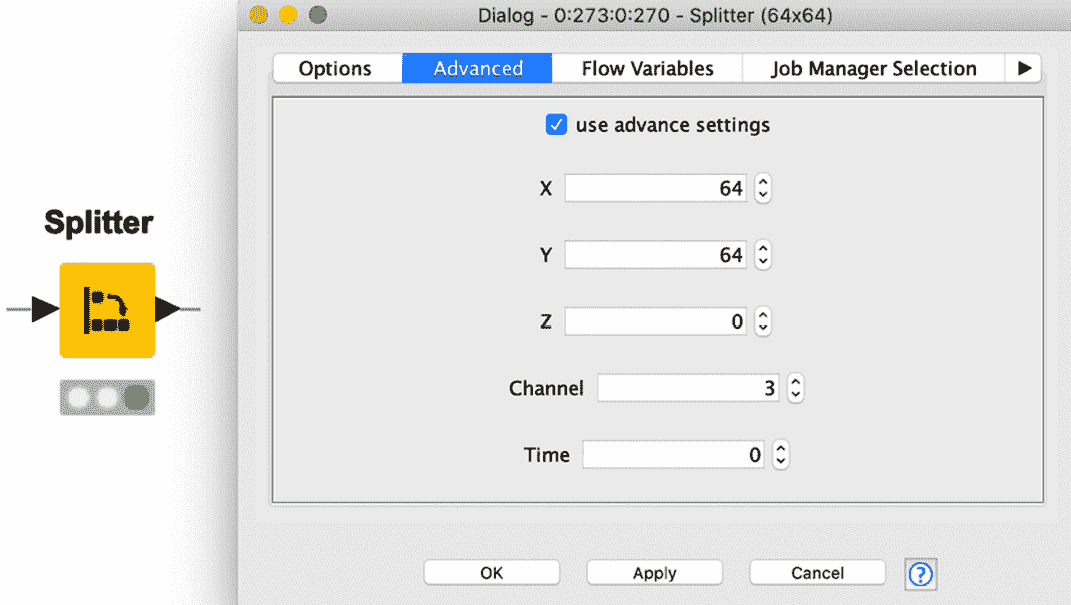 Dialog - 0:273:0:270 - Splitter (64x64)
Options Advanced Flow Variables Job Manager Selection
use advance settings
X 64
Y 64
Splitter
Z 0
Channel 3
Time 0
OK Apply Cancel ?